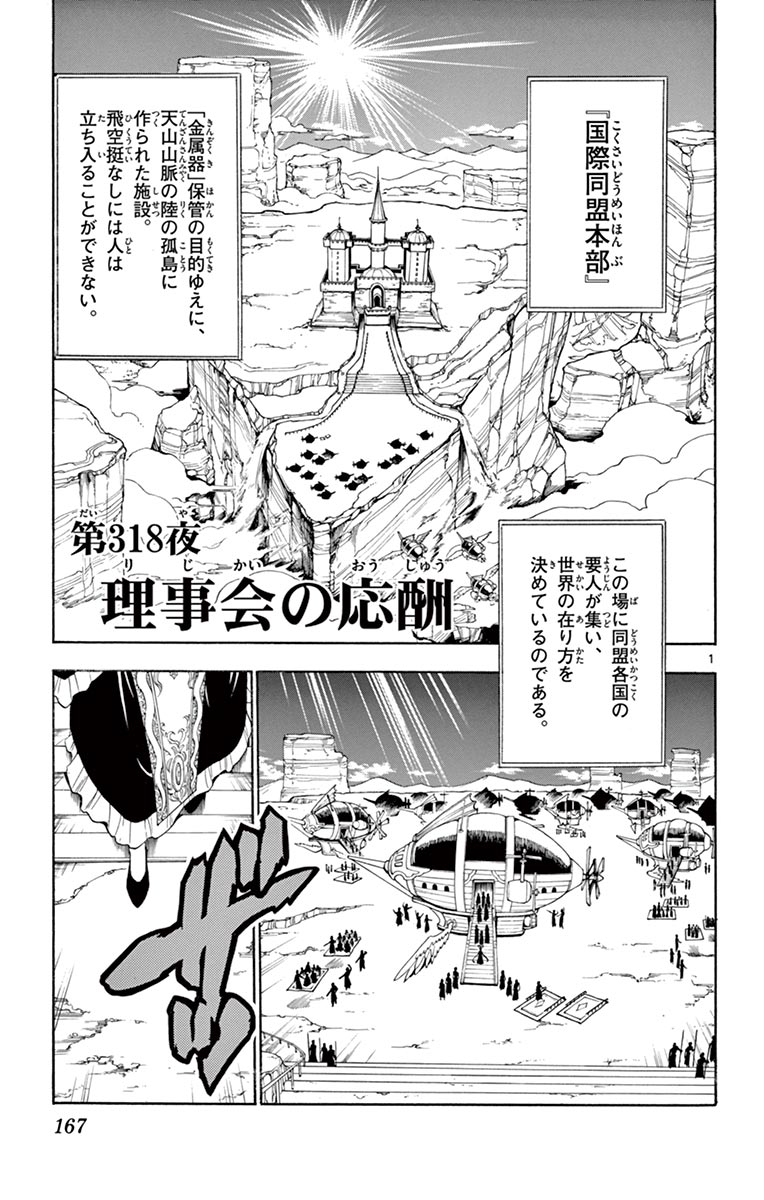 『国際同盟本部』
「金属器」保管の目的ゆえに、
天山山脈の陸の孤島に
作られた施設。
飛空挺なしには人は
立ち入ることができない。
第318夜
理事会の応酬
この場に同盟各国の
要人が集い、
世界の在り方を
決めているのである。
1
ザッ
167